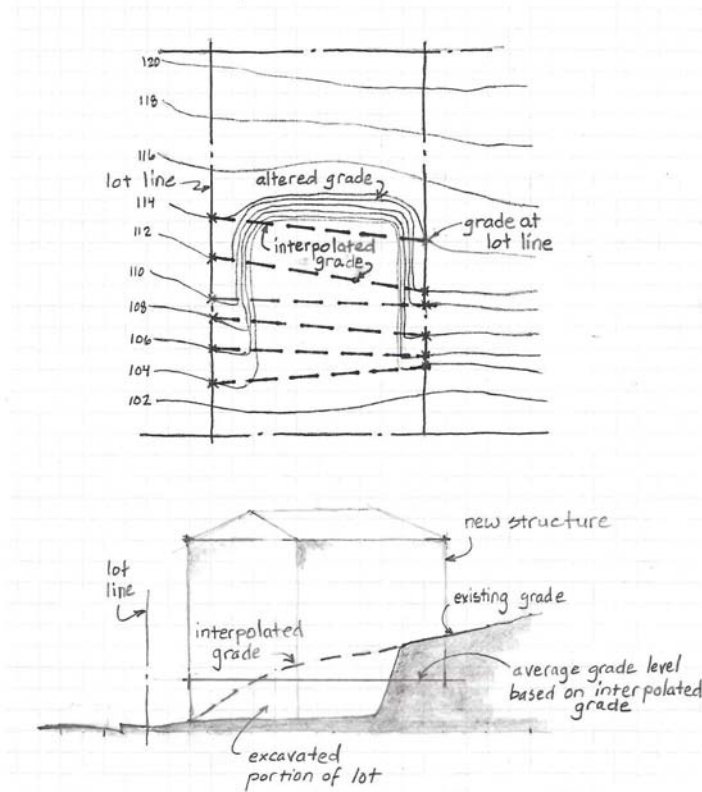 120
118
116
lot line
altered grade
114
grade at
lot line
112
interpolated
grade
110
108
106
104
102
new structure
lot
line
existing grade
interpolated
grade
average grade level
based on interpolated
grade
excavated
portion of lot